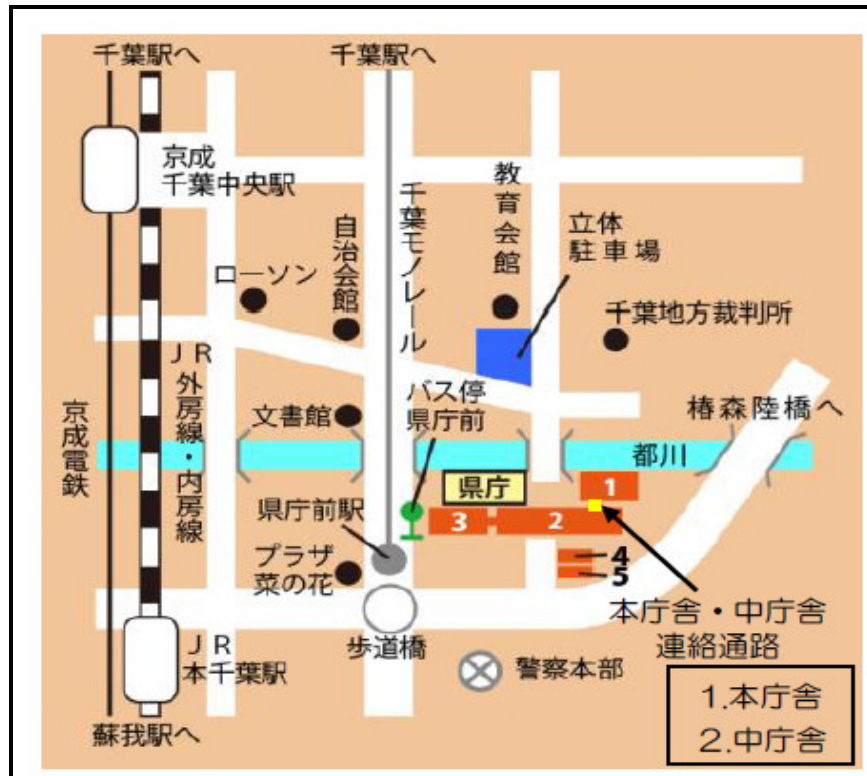 千葉駅へ
千葉駅へ
京成
千葉中央駅
千葉モノレール
教育会館
立体
駐車場
自治会館
ローソン
千葉地方裁判所
JR
外房線・内房線
京成電鉄
バス停
県庁前
文書館
椿森陸橋へ
都川
県庁
1
3
2
4
5
県庁前駅
プラザ
菜の花
本庁舎・中庁舎
連絡通路
歩道橋
JR
本千葉駅
警察本部
蘇我駅へ
1.本庁舎
2.中庁舎